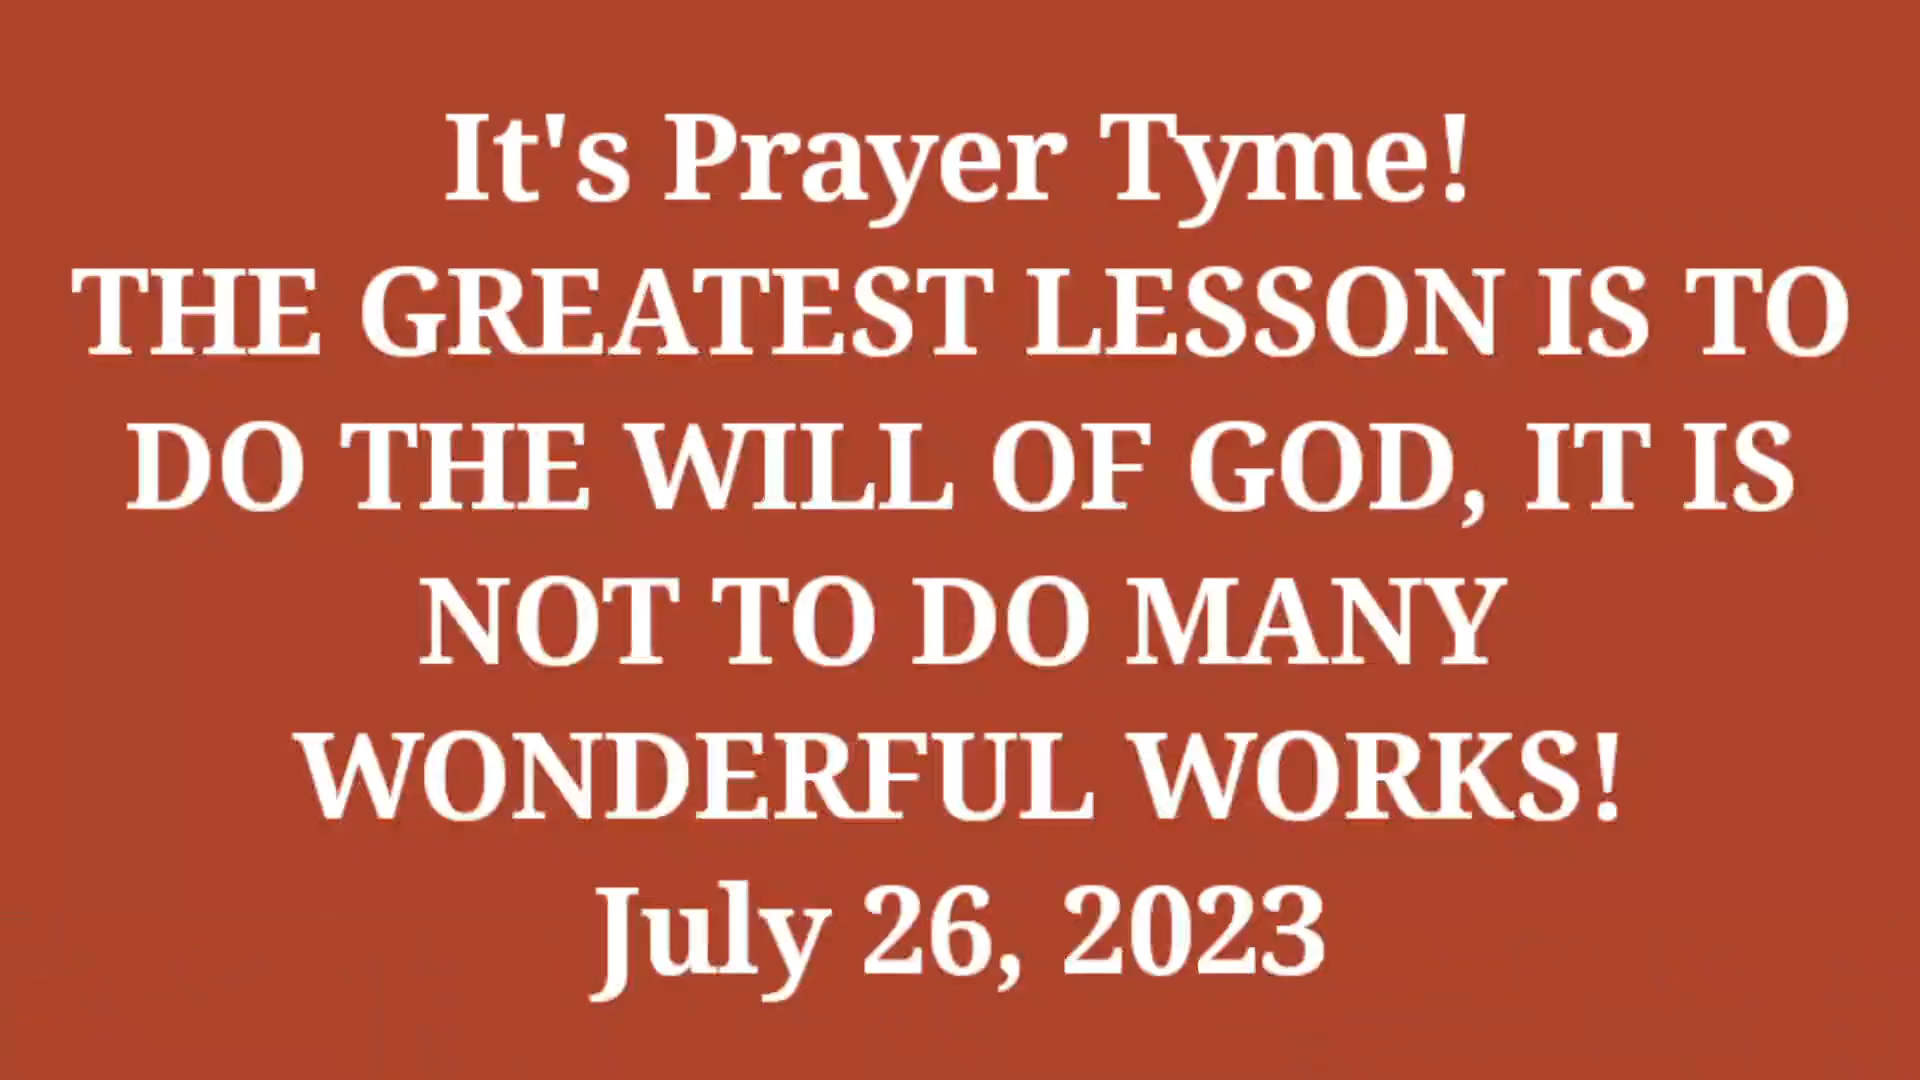 It's Prayer Tyme!
THE GREATEST LESSON IS TO
DO THE WILL OF GOD, IT IS
NOT TO DO MANY
WONDERFUL WORKS!
July 26, 2023